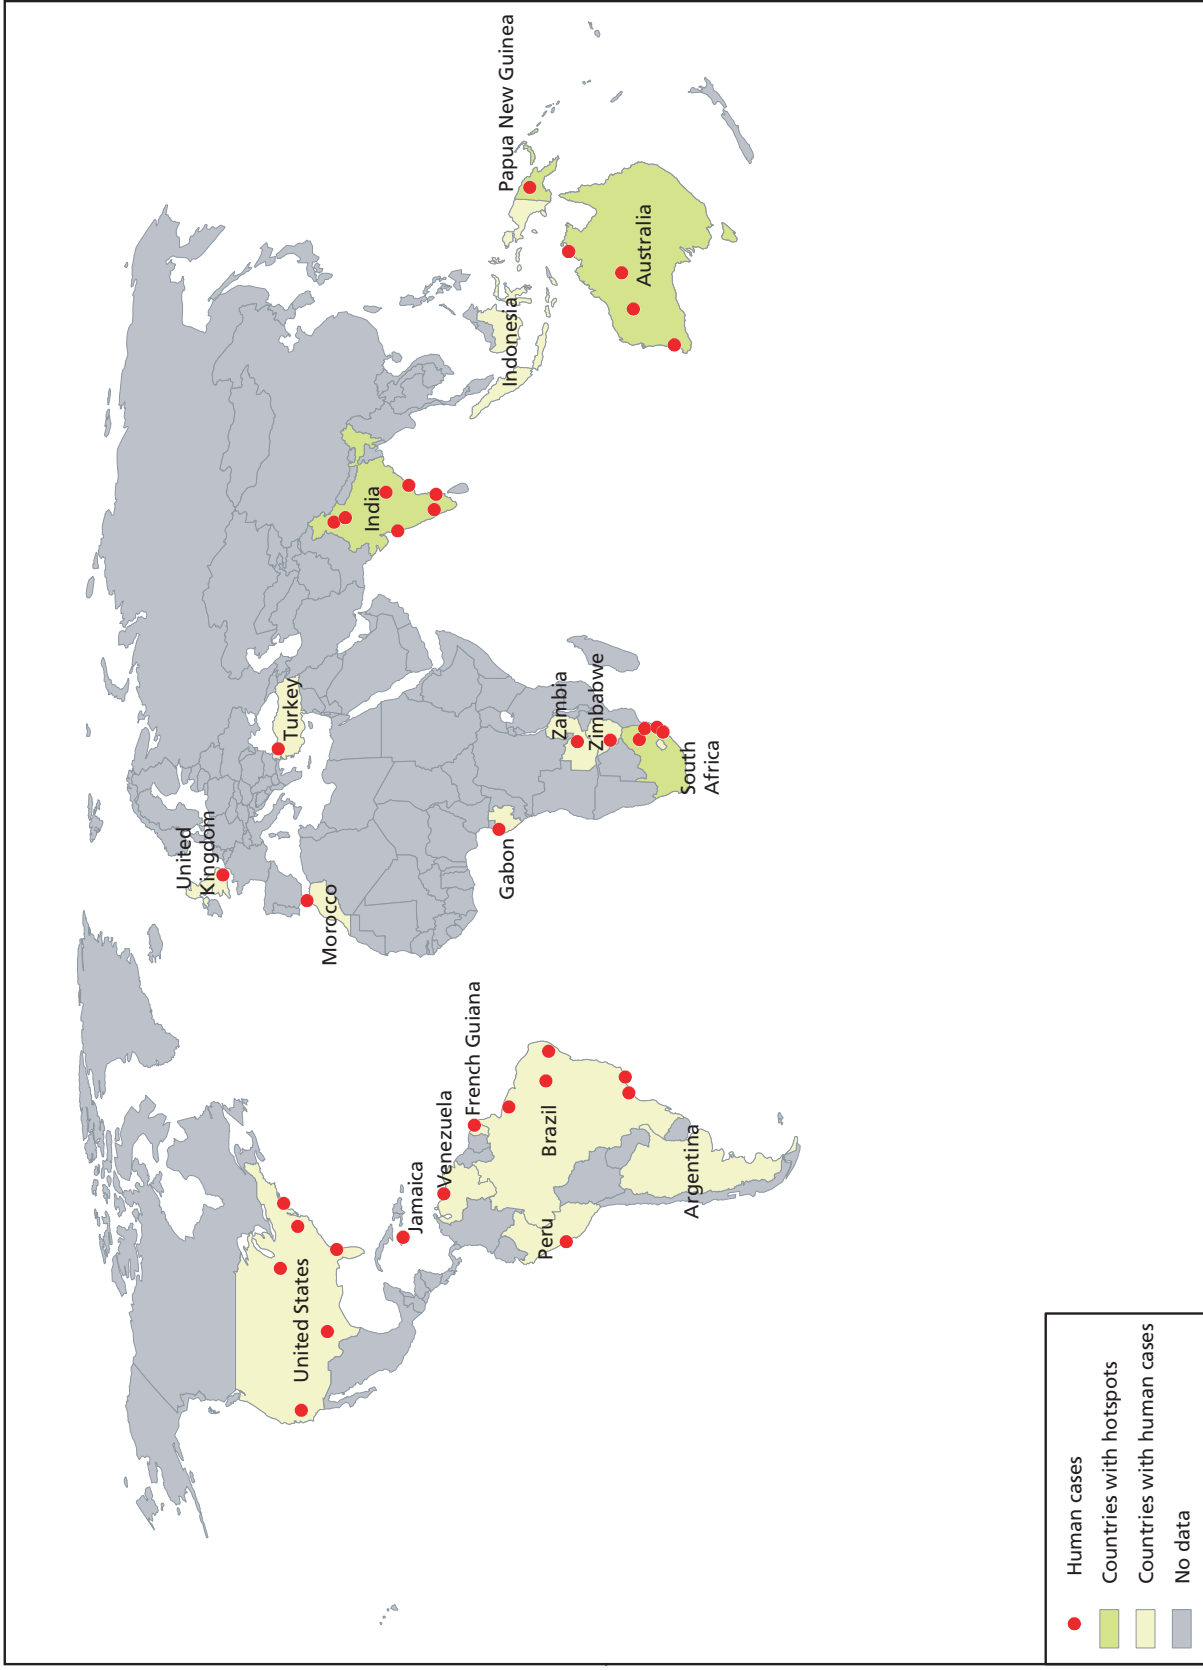 United
Kingdom
Turkey
Morocco
United States
India
Jamaica
Venezuela
French Guiana
Gabon
Zambia
Zimbabwe
South
Africa
Indonesia
Papua New Guinea
Australia
Peru
Brazil
Argentina
Human cases
Countries with hotspots
Countries with human cases
No data